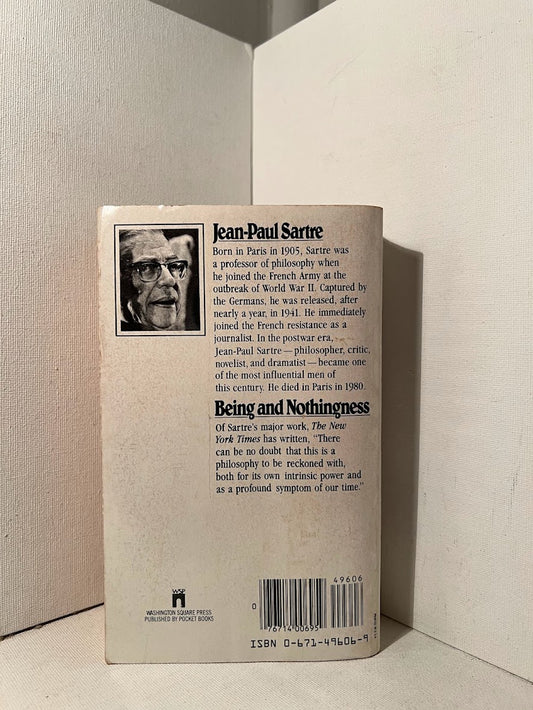 Jean-Paul Sartre
Born in Paris in 1905, Sartre was
a professor of philosophy when
he joined the French Army at the
outbreak of World War II. Captured by
the Germans, he was released, after
nearly a year, in 1941. He immediately
joined the French resistance as a
journalist. In the postwar era,
Jean-Paul Sartre—philosopher, critic,
novelist, and dramatist—became one
of the most influential men of
this century. He died in Paris in 1980.
Being and Nothingness
Of Sartre's major work, The New
York Times has written, "There
can be no doubt that this is a
philosophy to be reckoned with,
both for its own intrinsic power and
as a profound symptom of our time."
WSP
WASHINGTON SQUARE PRESS
PUBLISHED BY POCKET BOOKS
49606
0
76714 00695
ISBN 0-671-49606-9